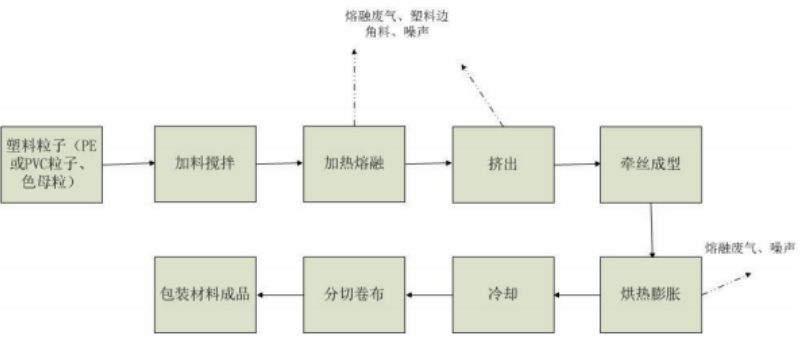 熔融废气、塑料边
角料、噪声
塑料粒子（PE
或PVC粒子、
色母粒）
加料搅拌
加热熔融
挤出
牵丝成型
熔融废气、噪声
包装材料成品
分切卷布
冷却
烘热膨胀